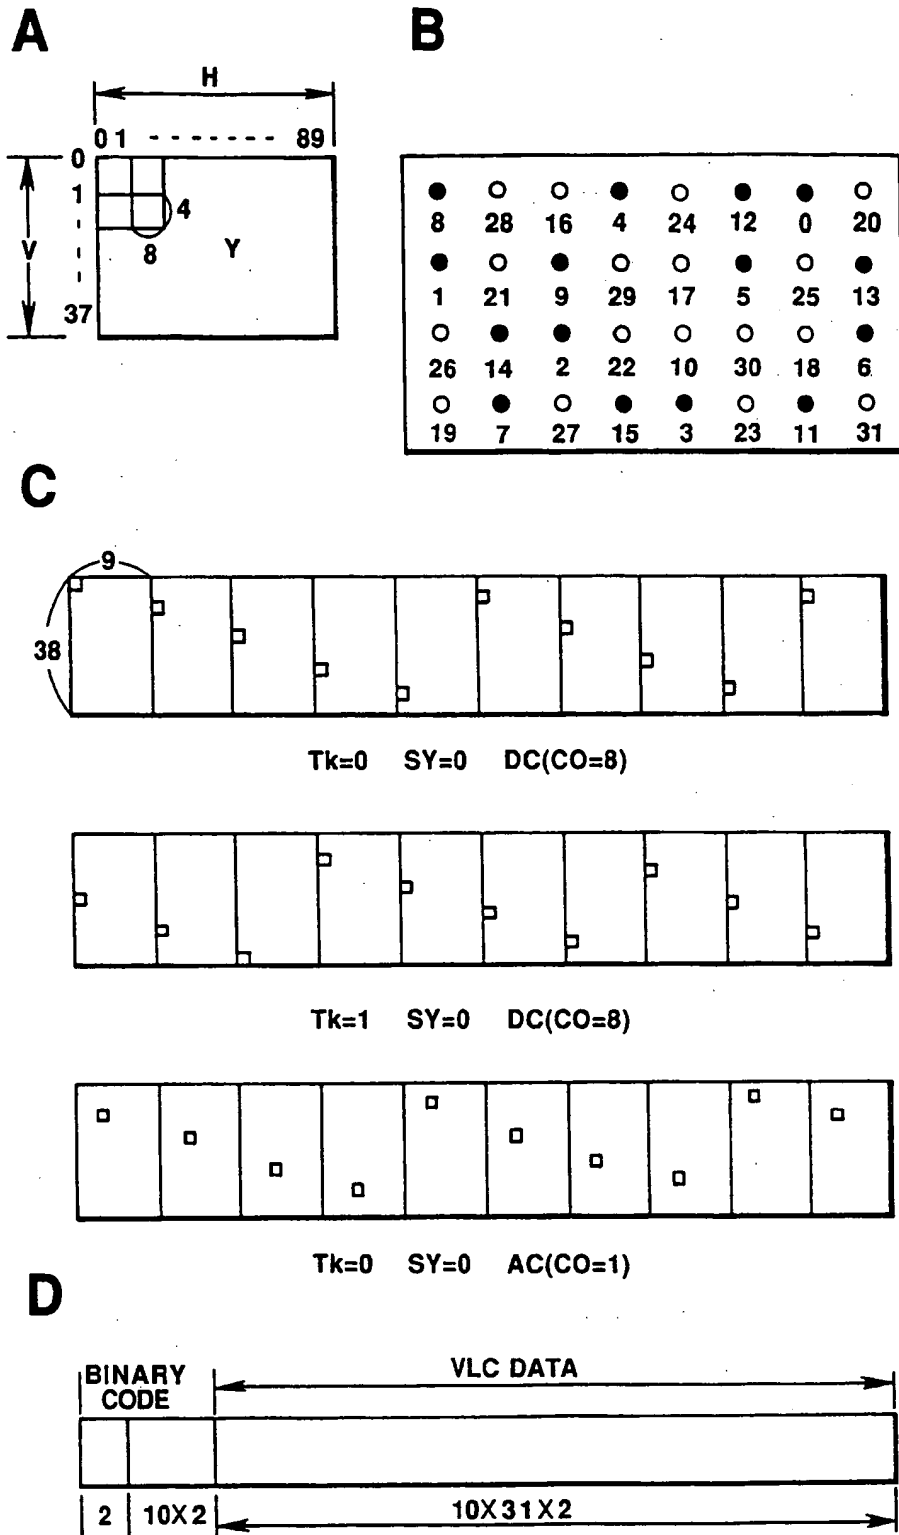 A
B
H
0 1 - - - - - - - 89
0
1
V
37
4
8
Y
8 28 16 4 24 12 0 20
1 21 9 29 17 5 25 13
26 14 2 22 10 30 18 6
19 7 27 15 3 23 11 31
C
9
38
Tk=0 SY=0 DC(CO=8)
Tk=1 SY=0 DC(CO=8)
Tk=0 SY=0 AC(CO=1)
D
BINARY CODE
VLC DATA
2 10X2 10X31X2